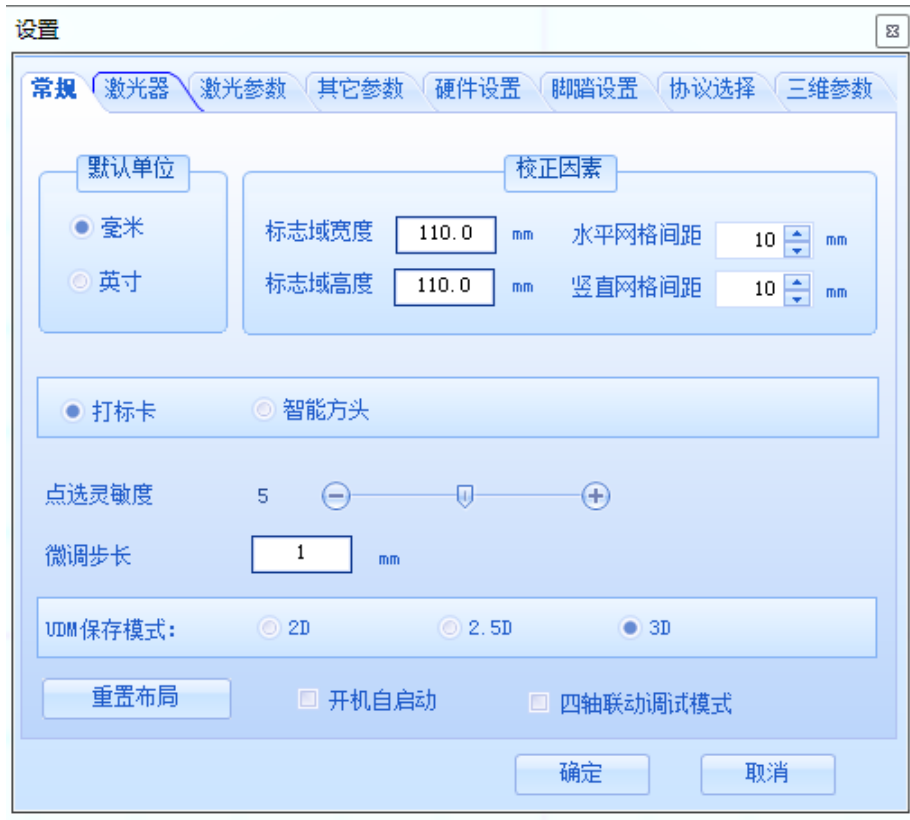 设置
常规 激光器 激光参数 其它参数 硬件设置 脚踏设置 协议选择 三维参数
默认单位 校正因素
毫米 标志域宽度 110.0 mm 水平网格间距 10 mm
英寸 标志域高度 110.0 mm 竖直网格间距 10 mm
打标卡 智能方头
点选灵敏度 5
微调步长 1 mm
UDM保存模式: 2D 2.5D 3D
重置布局 开机自启动 四轴联动调试模式
确定 取消